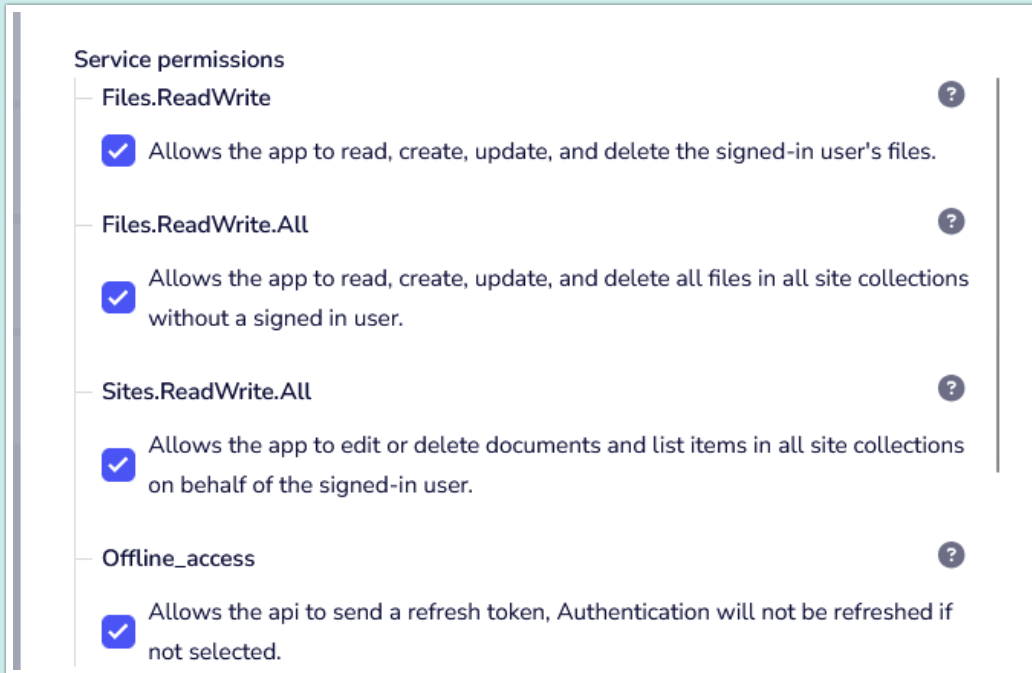 Service permissions
Files.ReadWrite
?
Allows the app to read, create, update, and delete the signed-in user's files.
Files.ReadWrite.All
?
Allows the app to read, create, update, and delete all files in all site collections
without a signed in user.
Sites.ReadWrite.All
?
Allows the app to edit or delete documents and list items in all site collections
on behalf of the signed-in user.
Offline_access
?
Allows the api to send a refresh token, Authentication will not be refreshed if
not selected.